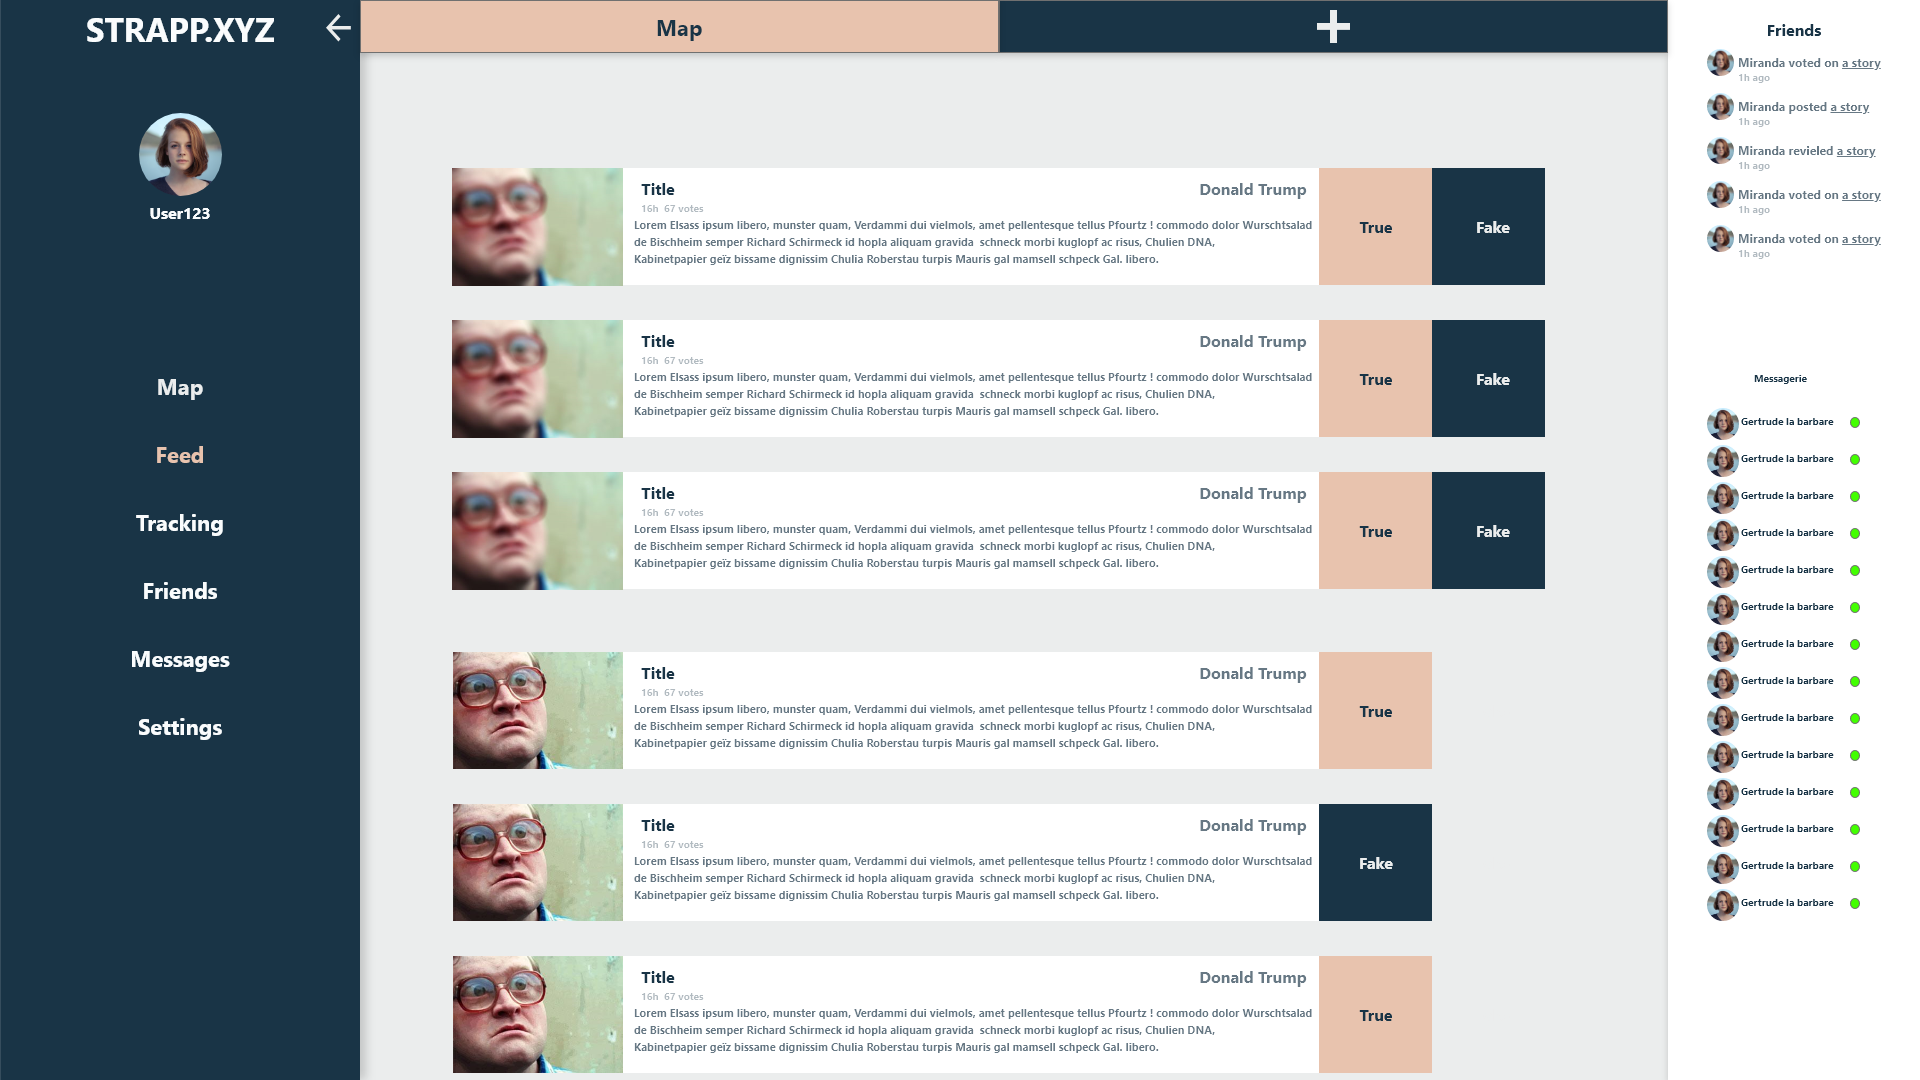 STRAPP.XYZ
User123
Map
Feed
Tracking
Friends
Messages
Settings
Map
Title
Donald Trump
16h 67 votes
Lorem Elsass ipsum libero, munster quam, Verdammi dui vielmols, amet pellentesque tellus Pfourtz ! commodo dolor Wurschtsalad
de Bischheim semper Richard Schirmeck id hopla aliquam gravida schneck morbi kuglopf ac risus, Chulien DNA,
Kabinetpapier geïz bissame dignissim Chulia Roberstau turpis Mauris gal mamsell schpeck Gal. libero.
True
Fake
Title
Donald Trump
16h 67 votes
Lorem Elsass ipsum libero, munster quam, Verdammi dui vielmols, amet pellentesque tellus Pfourtz ! commodo dolor Wurschtsalad
de Bischheim semper Richard Schirmeck id hopla aliquam gravida schneck morbi kuglopf ac risus, Chulien DNA,
Kabinetpapier geïz bissame dignissim Chulia Roberstau turpis Mauris gal mamsell schpeck Gal. libero.
True
Fake
Title
Donald Trump
16h 67 votes
Lorem Elsass ipsum libero, munster quam, Verdammi dui vielmols, amet pellentesque tellus Pfourtz ! commodo dolor Wurschtsalad
de Bischheim semper Richard Schirmeck id hopla aliquam gravida schneck morbi kuglopf ac risus, Chulien DNA,
Kabinetpapier geïz bissame dignissim Chulia Roberstau turpis Mauris gal mamsell schpeck Gal. libero.
True
Fake
Title
Donald Trump
16h 67 votes
Lorem Elsass ipsum libero, munster quam, Verdammi dui vielmols, amet pellentesque tellus Pfourtz ! commodo dolor Wurschtsalad
de Bischheim semper Richard Schirmeck id hopla aliquam gravida schneck morbi kuglopf ac risus, Chulien DNA,
Kabinetpapier geïz bissame dignissim Chulia Roberstau turpis Mauris gal mamsell schpeck Gal. libero.
True
Title
Donald Trump
16h 67 votes
Lorem Elsass ipsum libero, munster quam, Verdammi dui vielmols, amet pellentesque tellus Pfourtz ! commodo dolor Wurschtsalad
de Bischheim semper Richard Schirmeck id hopla aliquam gravida schneck morbi kuglopf ac risus, Chulien DNA,
Kabinetpapier geïz bissame dignissim Chulia Roberstau turpis Mauris gal mamsell schpeck Gal. libero.
Fake
Title
Donald Trump
16h 67 votes
Lorem Elsass ipsum libero, munster quam, Verdammi dui vielmols, amet pellentesque tellus Pfourtz ! commodo dolor Wurschtsalad
de Bischheim semper Richard Schirmeck id hopla aliquam gravida schneck morbi kuglopf ac risus, Chulien DNA,
Kabinetpapier geïz bissame dignissim Chulia Roberstau turpis Mauris gal mamsell schpeck Gal. libero.
True
Friends
Miranda voted on a story
1h ago
Miranda posted a story
1h ago
Miranda revieled a story
1h ago
Miranda voted on a story
1h ago
Miranda voted on a story
1h ago
Messagerie
Gertrude la barbare
Gertrude la barbare
Gertrude la barbare
Gertrude la barbare
Gertrude la barbare
Gertrude la barbare
Gertrude la barbare
Gertrude la barbare
Gertrude la barbare
Gertrude la barbare
Gertrude la barbare
Gertrude la barbare
Gertrude la barbare
Gertrude la barbare